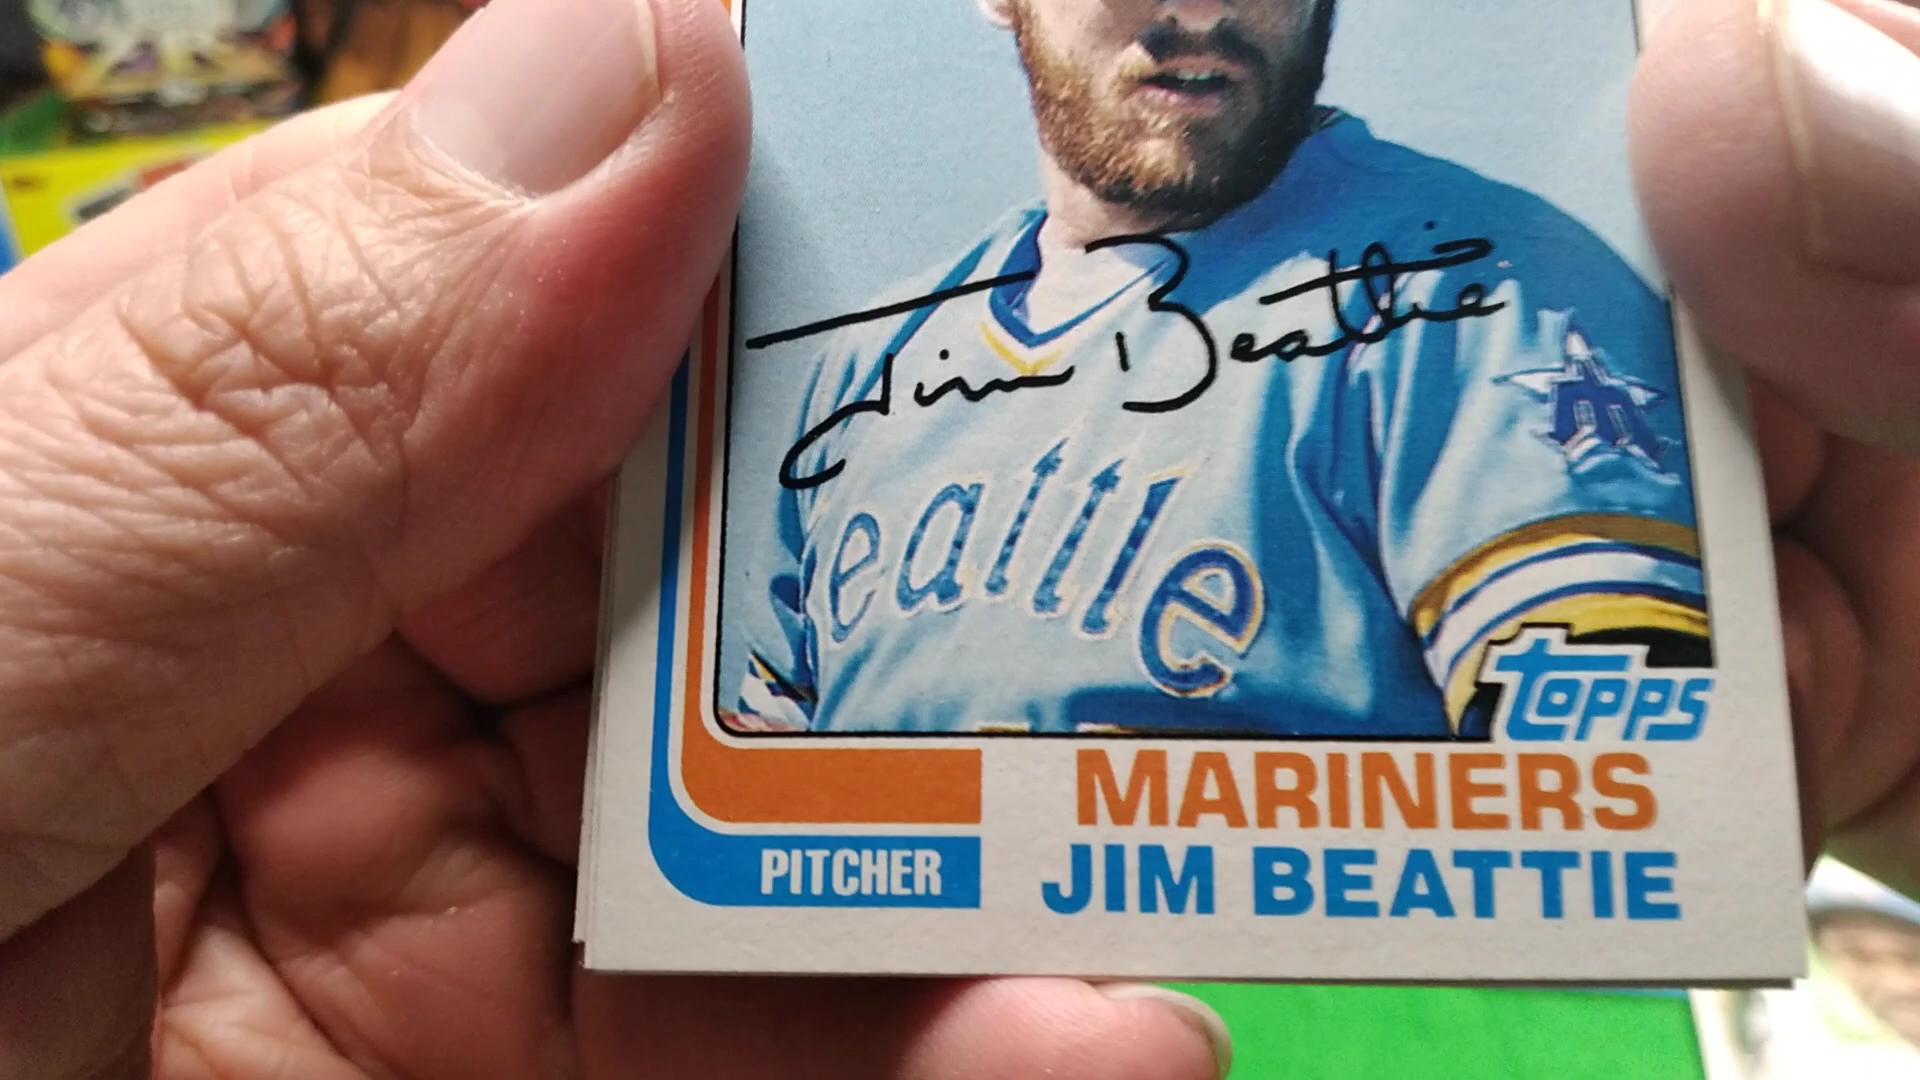 Jim Beattie
eattle
topps
MARINERS
PITCHER
JIM BEATTIE